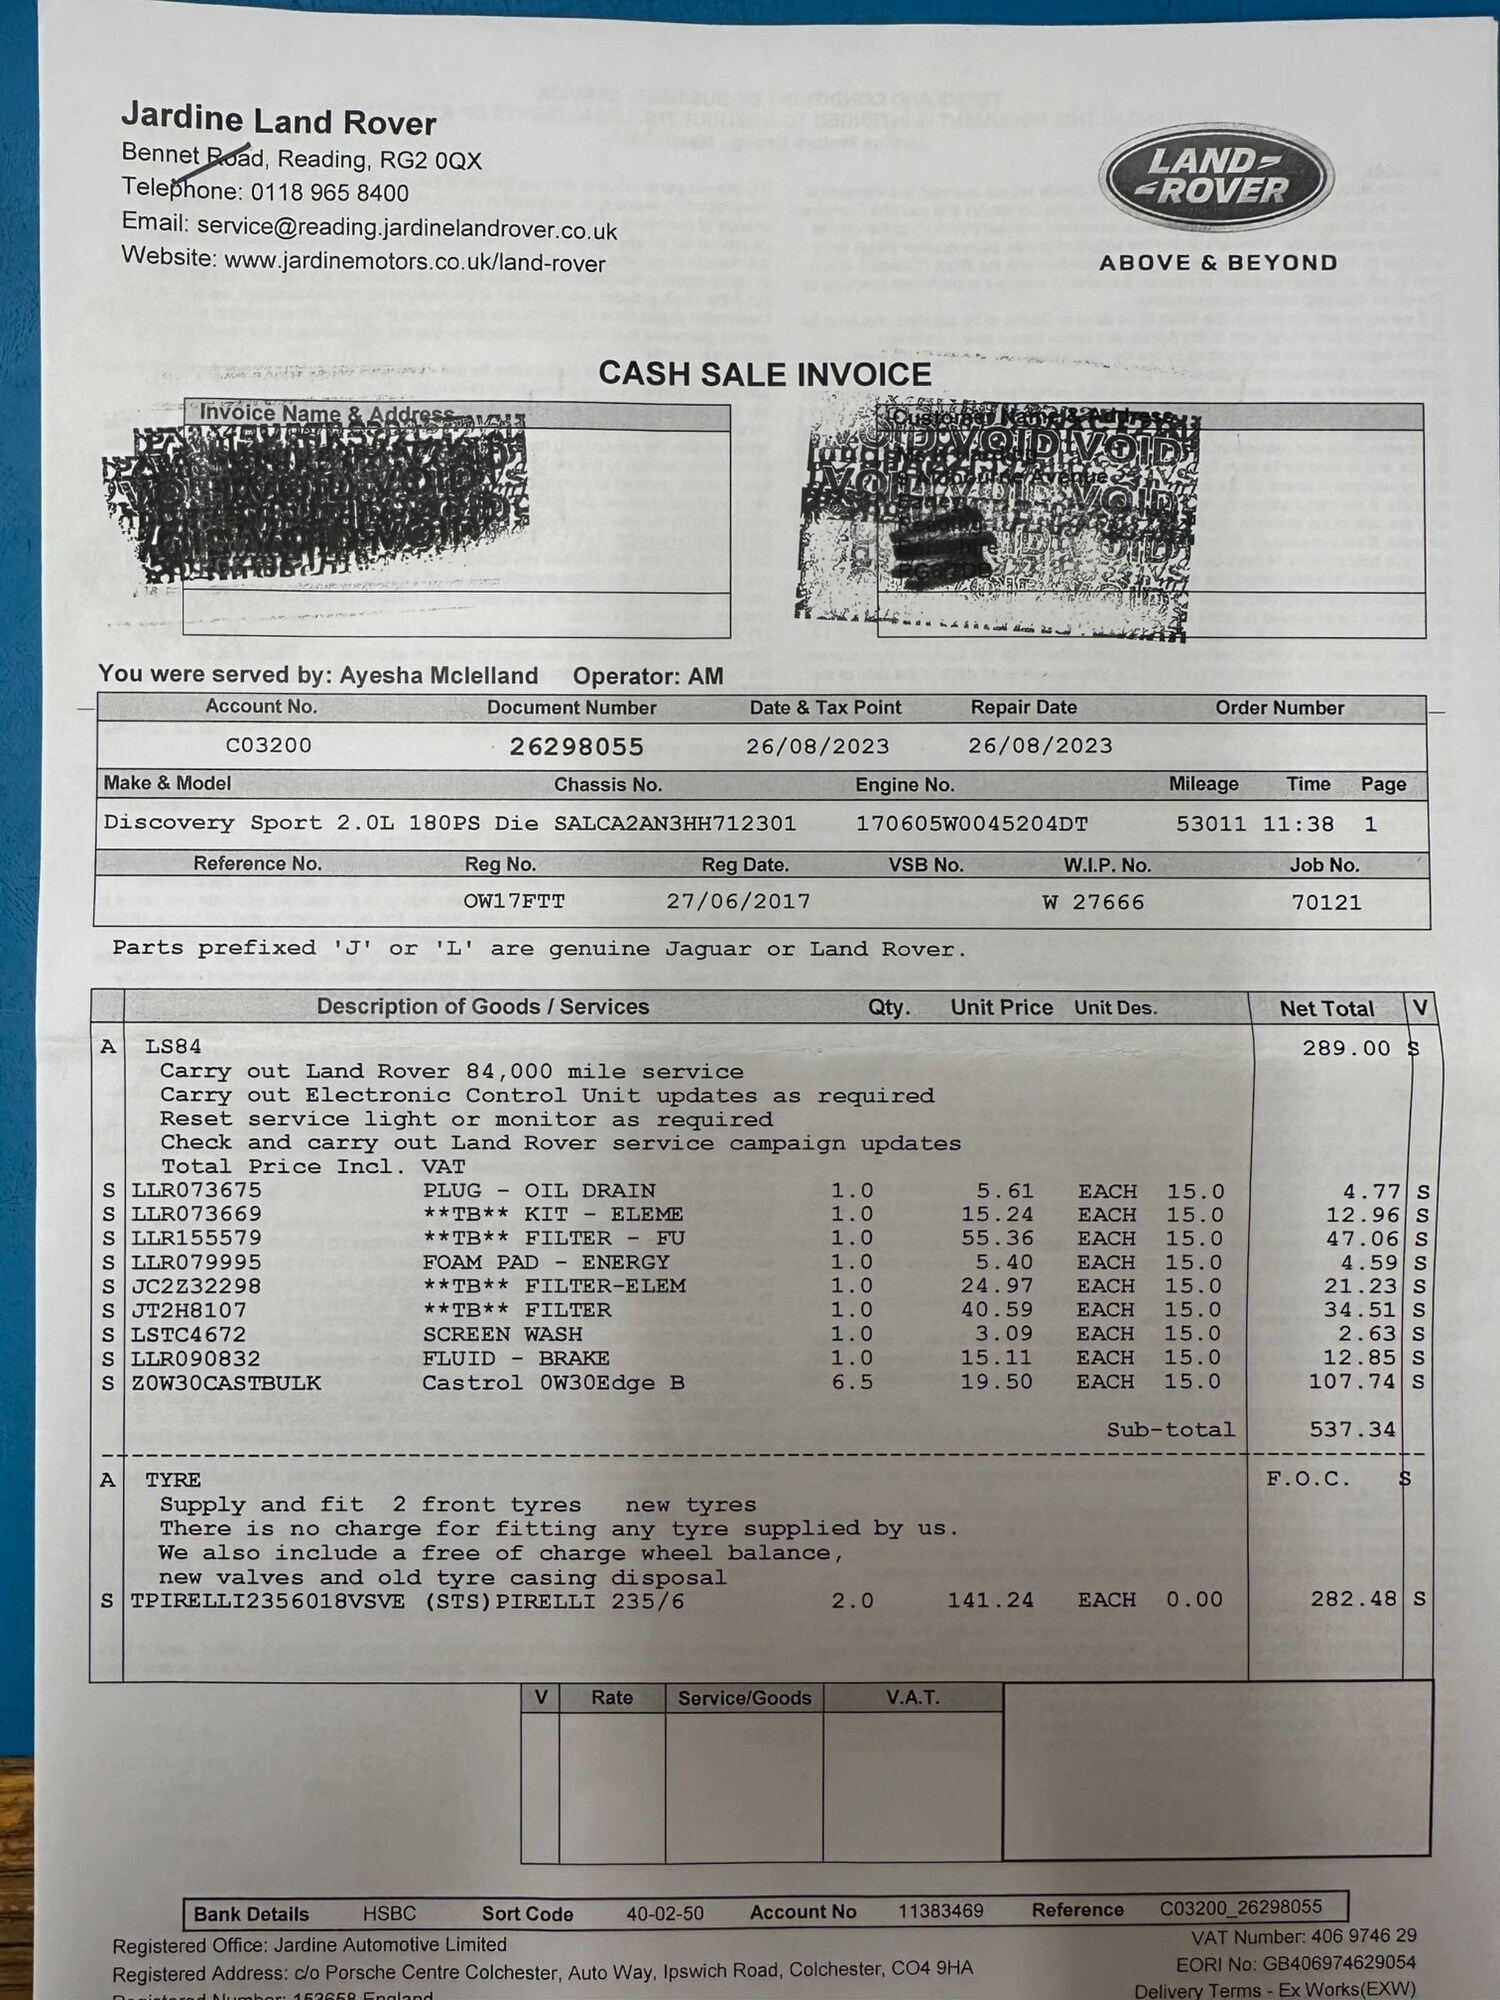 Jardine Land Rover
Bennet Road, Reading, RG2 0QX
Telephone: 0118 965 8400
Email: service@reading.jardinelandrover.co.uk
Website: www.jardinemotors.co.uk/land-rover
LAND-
-ROVER
ABOVE & BEYOND
CASH SALE INVOICE
Invoice Name & Address
Customer Name & Address
You were served by: Ayesha Mclelland Operator: AM
Account No. Document Number Date & Tax Point Repair Date Order Number
C03200 26298055 26/08/2023 26/08/2023
Make & Model Chassis No. Engine No. Mileage Time Page
Discovery Sport 2.0L 180PS Die SALCA2AN3HH712301 170605W0045204DT 53011 11:38 1
Reference No. Reg No. Reg Date. VSB No. W.I.P. No. Job No.
OW17FTT 27/06/2017 W 27666 70121
Parts prefixed 'J' or 'L' are genuine Jaguar or Land Rover.
Description of Goods / Services Qty. Unit Price Unit Des. Net Total V
A LS84 289.00 S
Carry out Land Rover 84,000 mile service
Carry out Electronic Control Unit updates as required
Reset service light or monitor as required
Check and carry out Land Rover service campaign updates
Total Price Incl. VAT
S LLR073675 PLUG - OIL DRAIN 1.0 5.61 EACH 15.0 4.77 S
S LLR073669 **TB** KIT - ELEME 1.0 15.24 EACH 15.0 12.96 S
S LLR155579 **TB** FILTER - FU 1.0 55.36 EACH 15.0 47.06 S
S LLR079995 FOAM PAD - ENERGY 1.0 5.40 EACH 15.0 4.59 S
S JC2Z32298 **TB** FILTER-ELEM 1.0 24.97 EACH 15.0 21.23 S
S JT2H8107 **TB** FILTER 1.0 40.59 EACH 15.0 34.51 S
S LSTC4672 SCREEN WASH 1.0 3.09 EACH 15.0 2.63 S
S LLR090832 FLUID - BRAKE 1.0 15.11 EACH 15.0 12.85 S
S Z0W30CASTBULK Castrol 0W30Edge B 6.5 19.50 EACH 15.0 107.74 S
Sub-total 537.34
A TYRE F.O.C. S
Supply and fit 2 front tyres new tyres
There is no charge for fitting any tyre supplied by us.
We also include a free of charge wheel balance,
new valves and old tyre casing disposal
S TPIRELLI2356018VSVE (STS)PIRELLI 235/6 2.0 141.24 EACH 0.00 282.48 S
V Rate Service/Goods V.A.T.
Bank Details HSBC Sort Code 40-02-50 Account No 11383469 Reference C03200_26298055
Registered Office: Jardine Automotive Limited VAT Number: 406 9746 29
Registered Address: c/o Porsche Centre Colchester, Auto Way, Ipswich Road, Colchester, CO4 9HA EORI No: GB406974629054
Registered Number: 153658 England Delivery Terms - Ex Works(EXW)